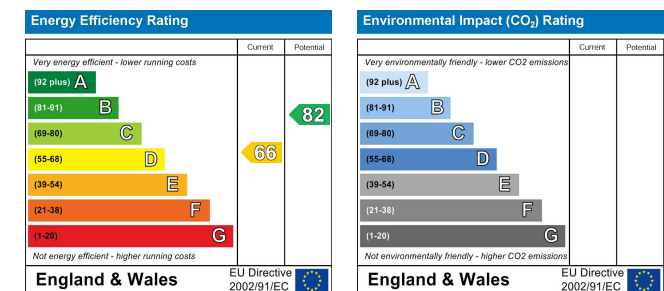 Energy Efficiency Rating
Current Potential
Very energy efficient - lower running costs
(92 plus) A
(81-91) B
(69-80) C
(55-68) D
(39-54) E
(21-38) F
(1-20) G
82
66
Not energy efficient - higher running costs
England & Wales
EU Directive
2002/91/EC
Environmental Impact (CO₂) Rating
Current Potential
Very environmentally friendly - lower CO2 emissions
(92 plus) A
(81-91) B
(69-80) C
(55-68) D
(39-54) E
(21-38) F
(1-20) G
Not environmentally friendly - higher CO2 emissions
England & Wales
EU Directive
2002/91/EC